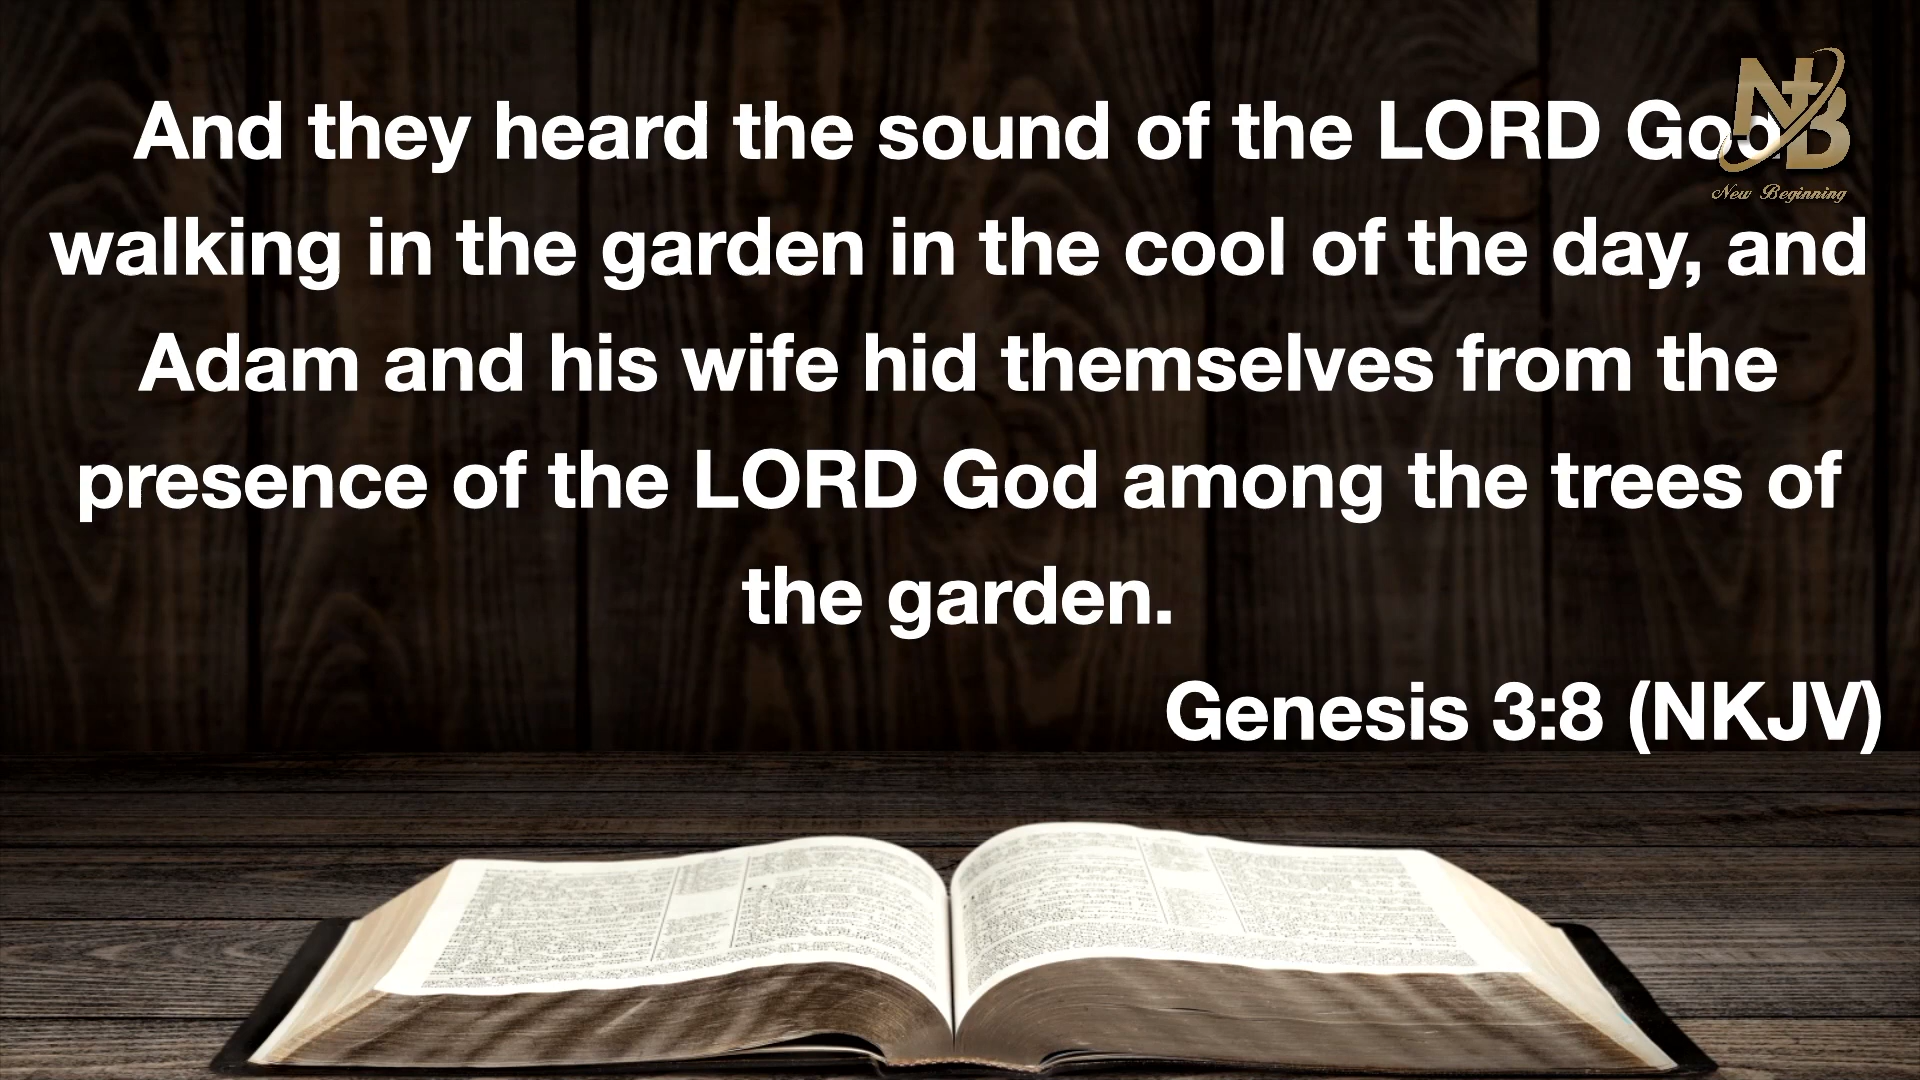 And they heard the sound of the LORD God
walking in the garden in the cool of the day, and
Adam and his wife hid themselves from the
presence of the LORD God among the trees of
the garden.
Genesis 3:8 (NKJV)
NB
New Beginning